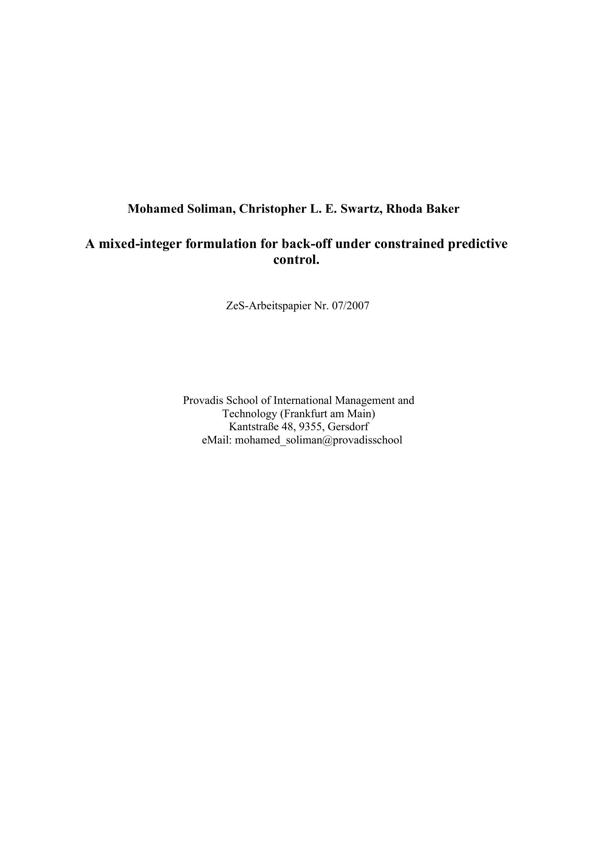 Mohamed Soliman, Christopher L. E. Swartz, Rhoda Baker
A mixed-integer formulation for back-off under constrained predictive
control.
ZeS-Arbeitspapier Nr. 07/2007
Provadis School of International Management and
Technology (Frankfurt am Main)
Kantstraße 48, 9355, Gersdorf
eMail: mohamed_soliman@provadisschool